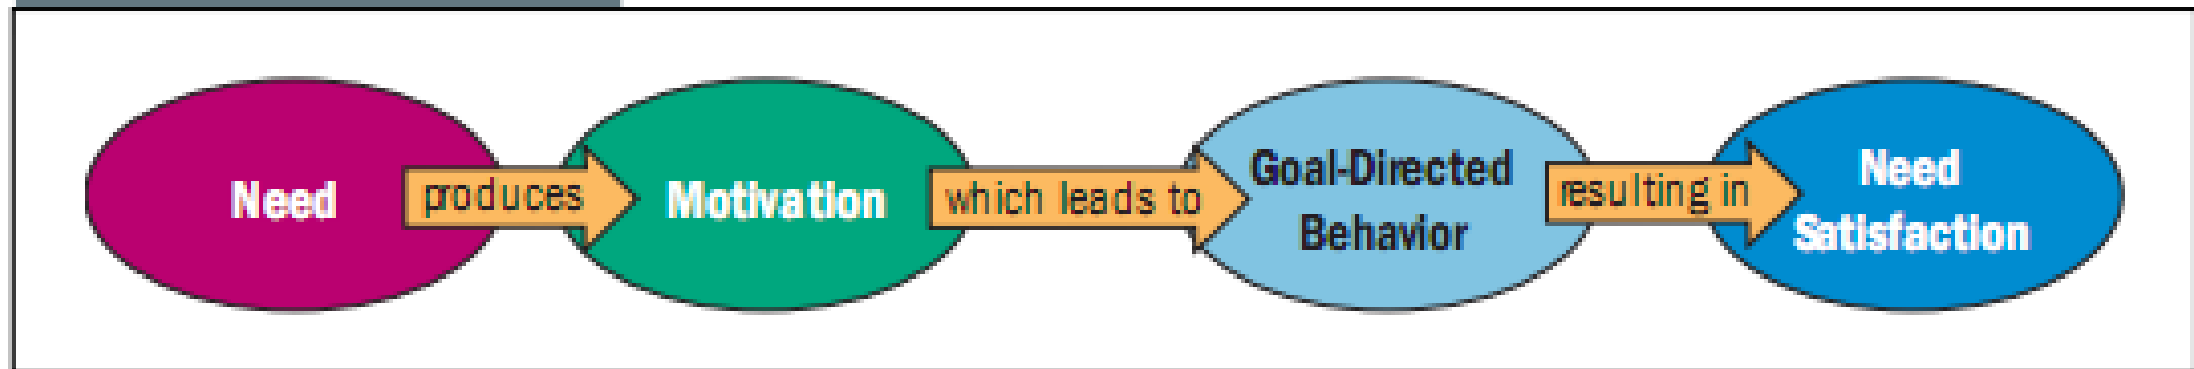 Need
produces
Motivation
which leads to
Goal-Directed
Behavior
resulting in
Need
Satisfaction